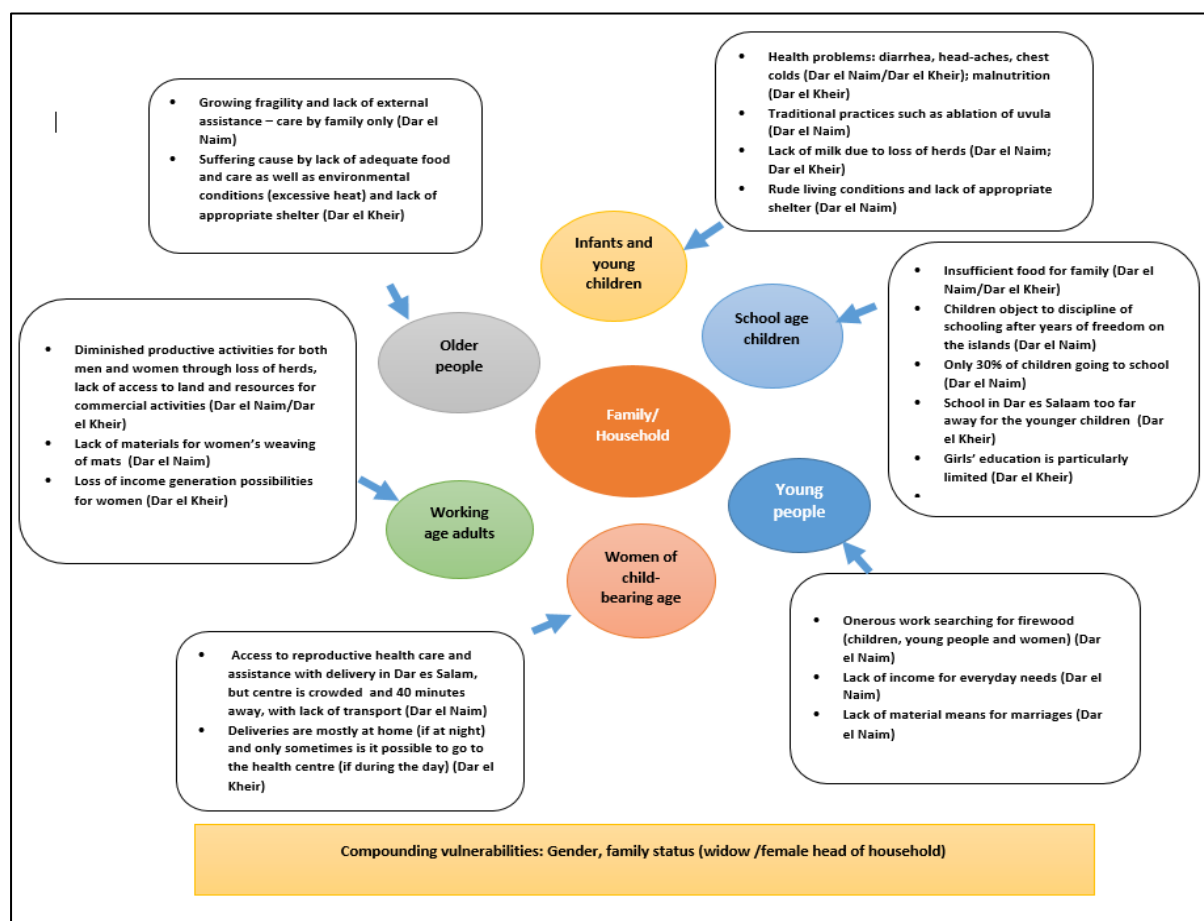 • Growing fragility and lack of external
assistance – care by family only (Dar el
Naim)
• Suffering cause by lack of adequate food
and care as well as environmental
conditions (excessive heat) and lack of
appropriate shelter (Dar el Kheir)
• Health problems: diarrhea, head-aches, chest
colds (Dar el Naim/Dar el Kheir); malnutrition
(Dar el Kheir)
• Traditional practices such as ablation of uvula
(Dar el Naim)
• Lack of milk due to loss of herds (Dar el Naim;
Dar el Kheir)
• Rude living conditions and lack of appropriate
shelter (Dar el Naim)
Infants and
young
children
• Insufficient food for family (Dar el
Naim/Dar el Kheir)
• Children object to discipline of
schooling after years of freedom on
the islands (Dar el Naim)
• Only 30% of children going to school
(Dar el Naim)
• School in Dar es Salaam too far
away for the younger children (Dar
el Kheir)
• Girls' education is particularly
limited (Dar el Kheir)
•
School age
children
Older
people
• Diminished productive activities for both
men and women through loss of herds,
lack of access to land and resources for
commercial activities (Dar el Naim/Dar
el Kheir)
• Lack of materials for women's weaving
of mats (Dar el Naim)
• Loss of income generation possibilities
for women (Dar el Kheir)
Family/
Household
Young
people
Working
age adults
Women of
child-
bearing age
• Onerous work searching for firewood
(children, young people and women) (Dar
el Naim)
• Lack of income for everyday needs (Dar el
Naim)
• Lack of material means for marriages (Dar
el Naim)
• Access to reproductive health care and
assistance with delivery in Dar es Salam,
but centre is crowded and 40 minutes
away, with lack of transport (Dar el Naim)
• Deliveries are mostly at home (if at night)
and only sometimes is it possible to go to
the health centre (if during the day) (Dar el
Kheir)
Compounding vulnerabilities: Gender, family status (widow /female head of household)